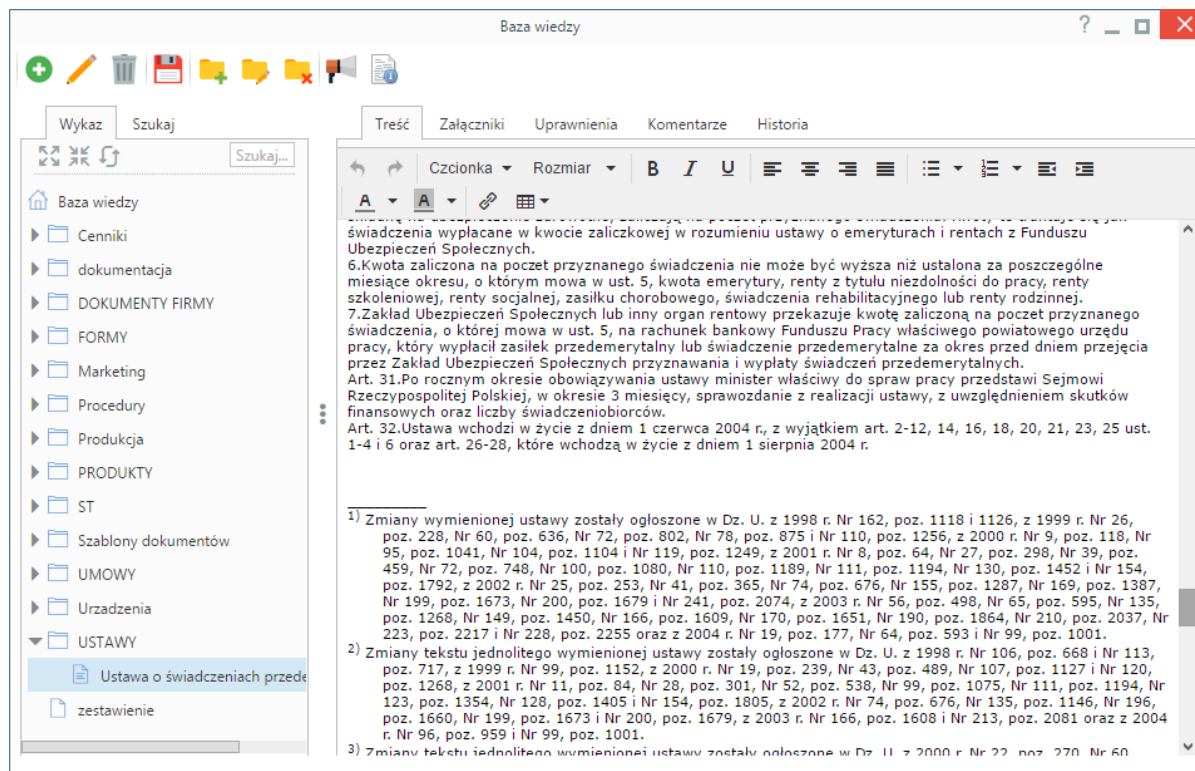 Baza wiedzy
?
Wykaz
Szukaj
Szukaj...
Baza wiedzy
Cenniki
dokumentacja
DOKUMENTY FIRMY
FORMY
Marketing
Procedury
Produkcja
PRODUKTY
ST
Szablony dokumentów
UMOWY
Urzadzenia
USTAWY
Ustawa o świadczeniach przede
zestawienie
Treść
Załączniki
Uprawnienia
Komentarze
Historia
Czcionka
Rozmiar
B I U
A A
świadczenia wypłacane w kwocie zaliczkowej w rozumieniu ustawy o emeryturach i rentach z Funduszu
Ubezpieczeń Społecznych.
6.Kwota zaliczona na poczet przyznanego świadczenia nie może być wyższa niż ustalona za poszczególne
miesiące okresu, o którym mowa w ust. 5, kwota emerytury, renty z tytułu niezdolności do pracy, renty
szkoleniowej, renty socjalnej, zasiłku chorobowego, świadczenia rehabilitacyjnego lub renty rodzinnej.
7.Zakład Ubezpieczeń Społecznych lub inny organ rentowy przekazuje kwotę zaliczoną na poczet przyznanego
świadczenia, o której mowa w ust. 5, na rachunek bankowy Funduszu Pracy właściwego powiatowego urzędu
pracy, który wypłacił zasiłek przedemerytalny lub świadczenie przedemerytalne za okres przed dniem przejęcia
przez Zakład Ubezpieczeń Społecznych przyznawania i wypłaty świadczeń przedemerytalnych.
Art. 31.Po rocznym okresie obowiązywania ustawy minister właściwy do spraw pracy przedstawi Sejmowi
Rzeczypospolitej Polskiej, w okresie 3 miesięcy, sprawozdanie z realizacji ustawy, z uwzględnieniem skutków
finansowych oraz liczby świadczeniobiorców.
Art. 32.Ustawa wchodzi w życie z dniem 1 czerwca 2004 r., z wyjątkiem art. 2-12, 14, 16, 18, 20, 21, 23, 25 ust.
1-4 i 6 oraz art. 26-28, które wchodzą w życie z dniem 1 sierpnia 2004 r.
1) Zmiany wymienionej ustawy zostały ogłoszone w Dz. U. z 1998 r. Nr 162, poz. 1118 i 1126, z 1999 r. Nr 26,
poz. 228, Nr 60, poz. 636, Nr 72, poz. 802, Nr 78, poz. 875 i Nr 110, poz. 1256, z 2000 r. Nr 9, poz. 118, Nr
95, poz. 1041, Nr 104, poz. 1104 i Nr 119, poz. 1249, z 2001 r. Nr 8, poz. 64, Nr 27, poz. 298, Nr 39, poz.
459, Nr 72, poz. 748, Nr 100, poz. 1080, Nr 110, poz. 1189, Nr 111, poz. 1194, Nr 130, poz. 1452 i Nr 154,
poz. 1792, z 2002 r. Nr 25, poz. 253, Nr 41, poz. 365, Nr 74, poz. 676, Nr 155, poz. 1287, Nr 169, poz. 1387,
Nr 199, poz. 1673, Nr 200, poz. 1679 i Nr 241, poz. 2074, z 2003 r. Nr 56, poz. 498, Nr 65, poz. 595, Nr 135,
poz. 1268, Nr 149, poz. 1450, Nr 166, poz. 1609, Nr 170, poz. 1651, Nr 190, poz. 1864, Nr 210, poz. 2037, Nr
223, poz. 2217 i Nr 228, poz. 2255 oraz z 2004 r. Nr 19, poz. 177, Nr 64, poz. 593 i Nr 99, poz. 1001.
2) Zmiany tekstu jednolitego wymienionej ustawy zostały ogłoszone w Dz. U. z 1998 r. Nr 106, poz. 668 i Nr 113,
poz. 717, z 1999 r. Nr 99, poz. 1152, z 2000 r. Nr 19, poz. 239, Nr 43, poz. 489, Nr 107, poz. 1127 i Nr 120,
poz. 1268, z 2001 r. Nr 11, poz. 84, Nr 28, poz. 301, Nr 52, poz. 538, Nr 99, poz. 1075, Nr 111, poz. 1194, Nr
123, poz. 1354, Nr 128, poz. 1405 i Nr 154, poz. 1805, z 2002 r. Nr 74, poz. 676, Nr 135, poz. 1146, Nr 196,
poz. 1660, Nr 199, poz. 1673 i Nr 200, poz. 1679, z 2003 r. Nr 166, poz. 1608 i Nr 213, poz. 2081 oraz z 2004
r. Nr 96, poz. 959 i Nr 99, poz. 1001.
3) Zmiany tekstu jednolitego wymienionej ustawy zostały ogłoszone w Dz. U. z 2000 r. Nr 22, poz. 270, Nr 60,